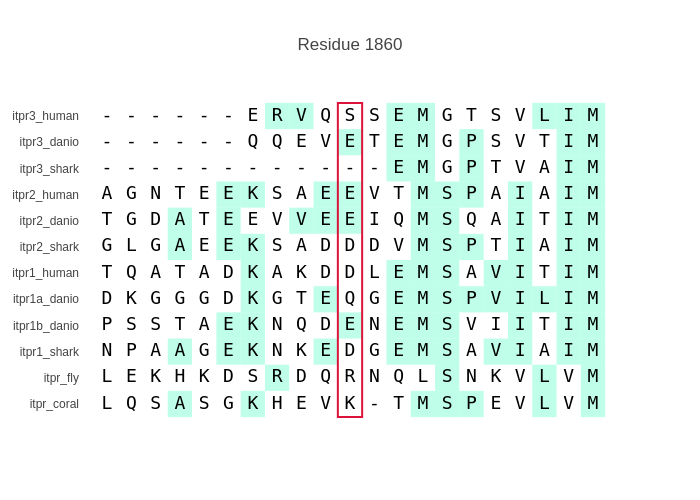 Residue 1860
itpr3_human - - - - - - E R V Q S S E M G T S V L I M
itpr3_danio - - - - - - Q Q E V E T E M G P S V T I M
itpr3_shark - - - - - - - - - - - - E M G P T V A I M
itpr2_human A G N T E E K S A E E V T M S P A I A I M
itpr2_danio T G D A T E E V V E E I Q M S Q A I T I M
itpr2_shark G L G A E E K S A D D D V M S P T I A I M
itpr1_human T Q A T A D K A K D D L E M S A V I T I M
itpr1a_danio D K G G G D K G T E Q G E M S P V I L I M
itpr1b_danio P S S T A E K N Q D E N E M S V I I T I M
itpr1_shark N P A A G E K N K E D G E M S A V I A I M
itpr_fly L E K H K D S R D Q R N Q L S N K V L V M
itpr_coral L Q S A S G K H E V K - T M S P E V L V M